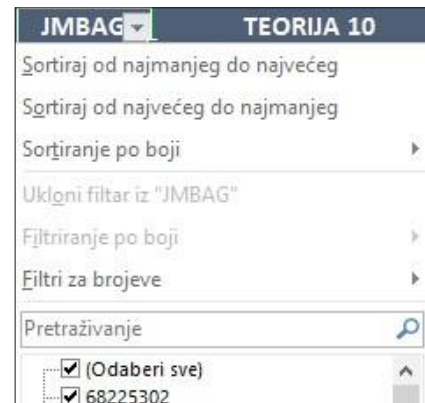 JMBAG TEORIJA 10
Sortiraj od najmanjeg do najvećeg
Sortiraj od najvećeg do najmanjeg
Sortiranje po boji
Ukloni filtar iz "JMBAG"
Filtriranje po boji
Filtri za brojeve
Pretraživanje
(Odaberi sve)
68225302